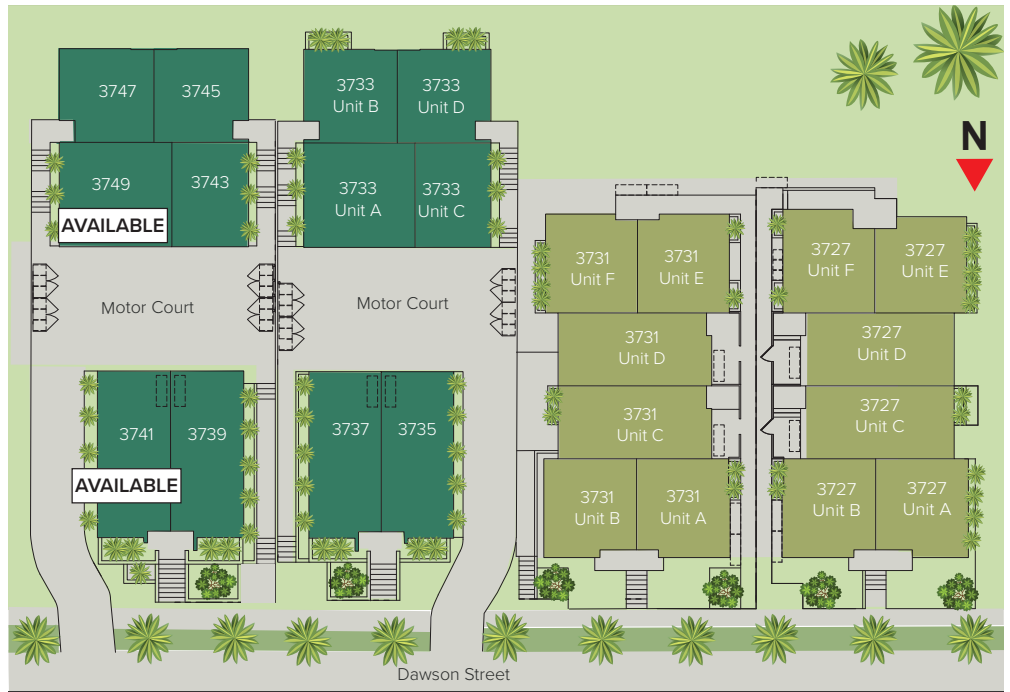 3747
3745
3733
Unit B
3733
Unit D
N
3749
3743
3733
Unit A
3733
Unit C
AVAILABLE
3731
Unit F
3731
Unit E
3727
Unit F
3727
Unit E
Motor Court
Motor Court
3731
Unit D
3727
Unit D
3741
3739
3737
3735
3731
Unit C
3727
Unit C
AVAILABLE
3731
Unit B
3731
Unit A
3727
Unit B
3727
Unit A
Dawson Street